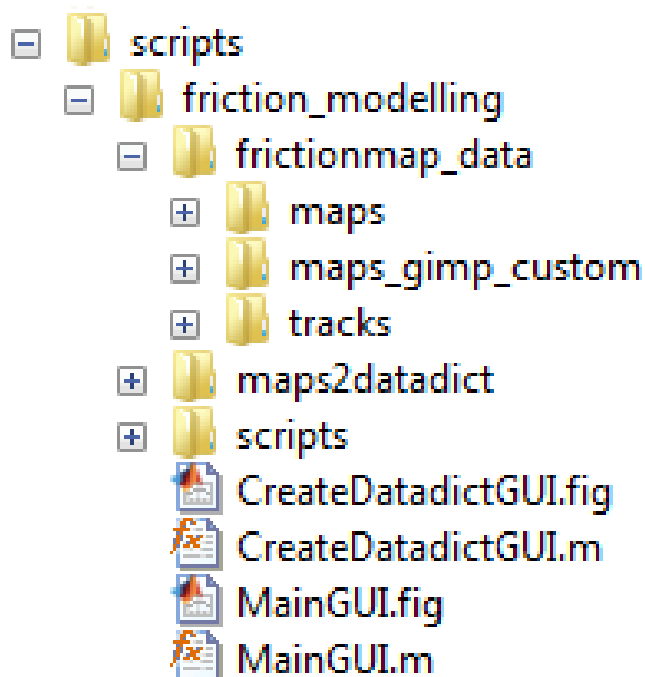 scripts
friction_modelling
frictionmap_data
maps
maps_gimp_custom
tracks
maps2datadict
scripts
CreateDatadictGUI.fig
CreateDatadictGUI.m
MainGUI.fig
MainGUI.m